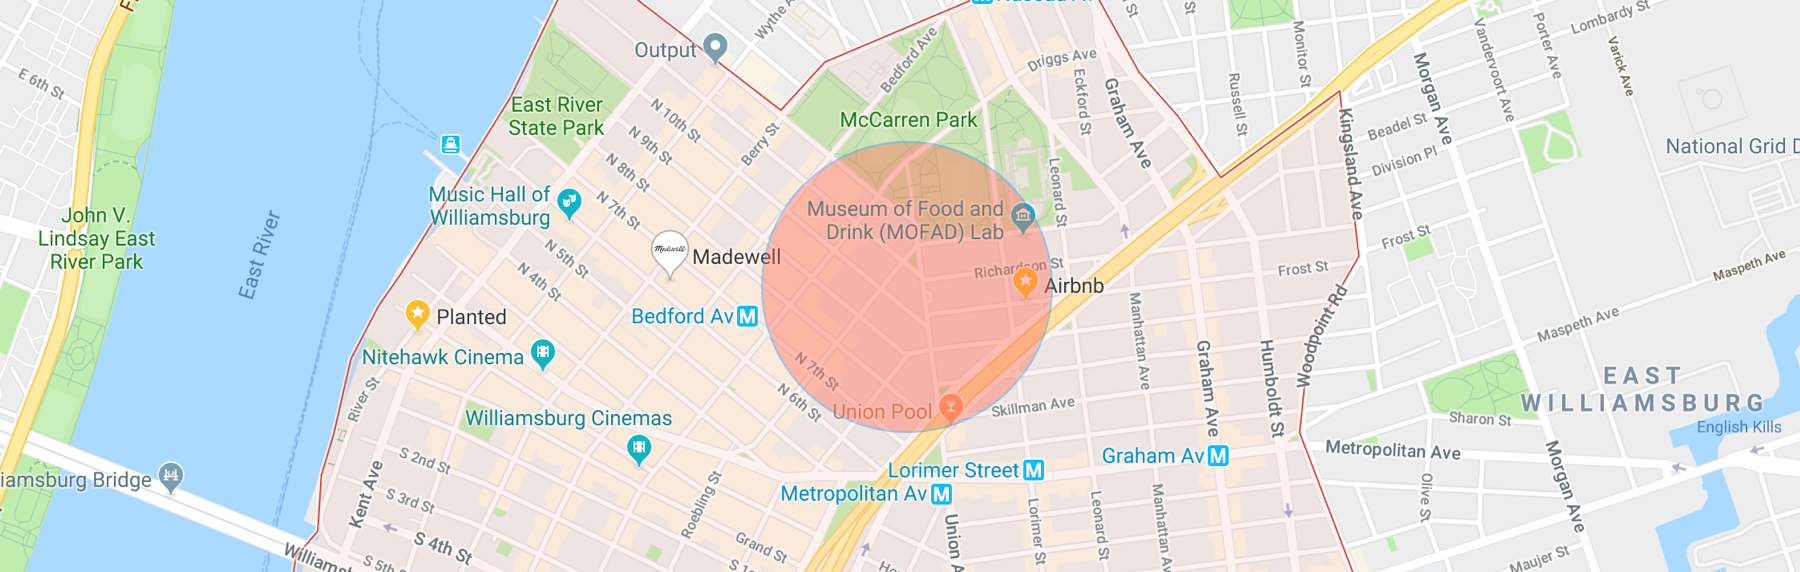 Wythe A
Nassau Av
St
St
Lombardy St
Output
Bedford Ave
Driggs Ave
Monitor St
Vandervoort Ave
Porter Ave
Varick Ave
E 6th St
East River
State Park
N 10th St
Berry St
McCarren Park
Eckford St
Graham Ave
Russell St
Morgan Ave
Kingsland Ave
Beadel St
Division Pl
National Grid D
N 9th St
N 8th St
N 7th St
Music Hall of
Williamsburg
Museum of Food and
Drink (MOFAD) Lab
Leonard St
John V.
Lindsay East
River Park
East River
Madewell
Madewell
N 5th St
N 4th St
Richardson St
Airbnb
Frost St
Frost St
Maspeth Ave
Planted
Bedford Av M
Manhattan Ave
Graham Ave
Humboldt St
Woodpoint Rd
Maspeth Ave
Nitehawk Cinema
N 7th St
N 6th St
River St
Union Pool
Skillman Ave
EAST
WILLIAMSBURG
Sharon St
English Kills
Williamsburg Cinemas
S 2nd St
Lorimer Street M
Graham Av M
Metropolitan Ave
iamsburg Bridge
Kent Ave
S 3rd St
Roebling St
Metropolitan Av M
Olive St
Morgan Ave
S 4th St
Grand St
Union A
Lorimer St
Leonard St
Manhattan Av
Williamsb
S 5th St
S 1
Ho
Maujer St